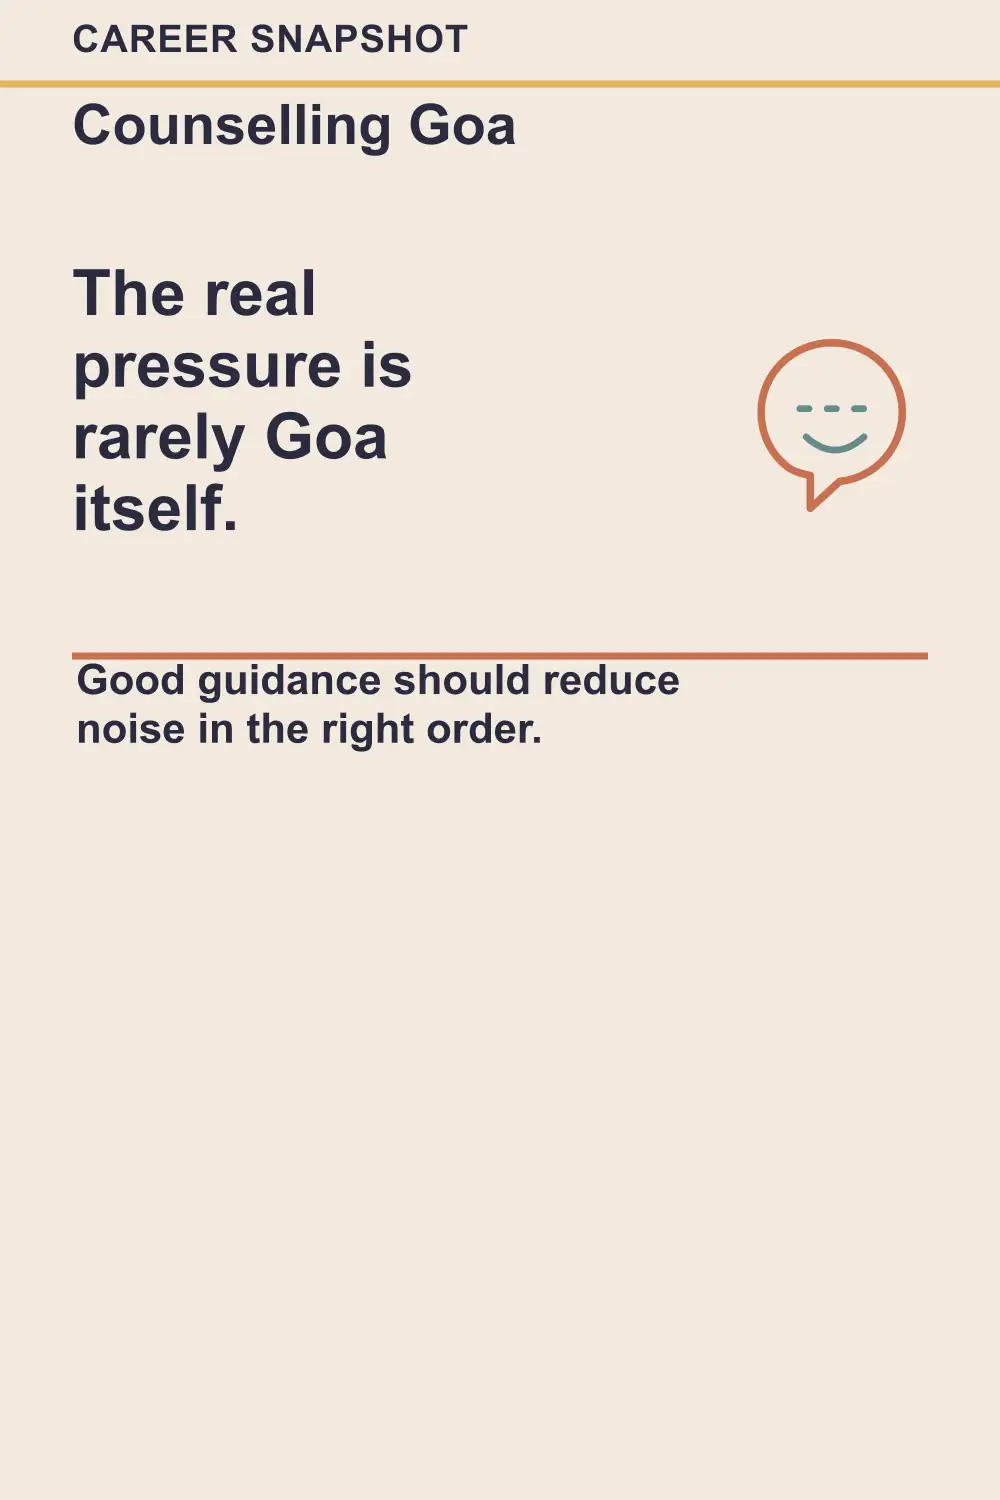 CAREER SNAPSHOT
Counselling Goa
The real
pressure is
rarely Goa
itself.
Good guidance should reduce
noise in the right order.